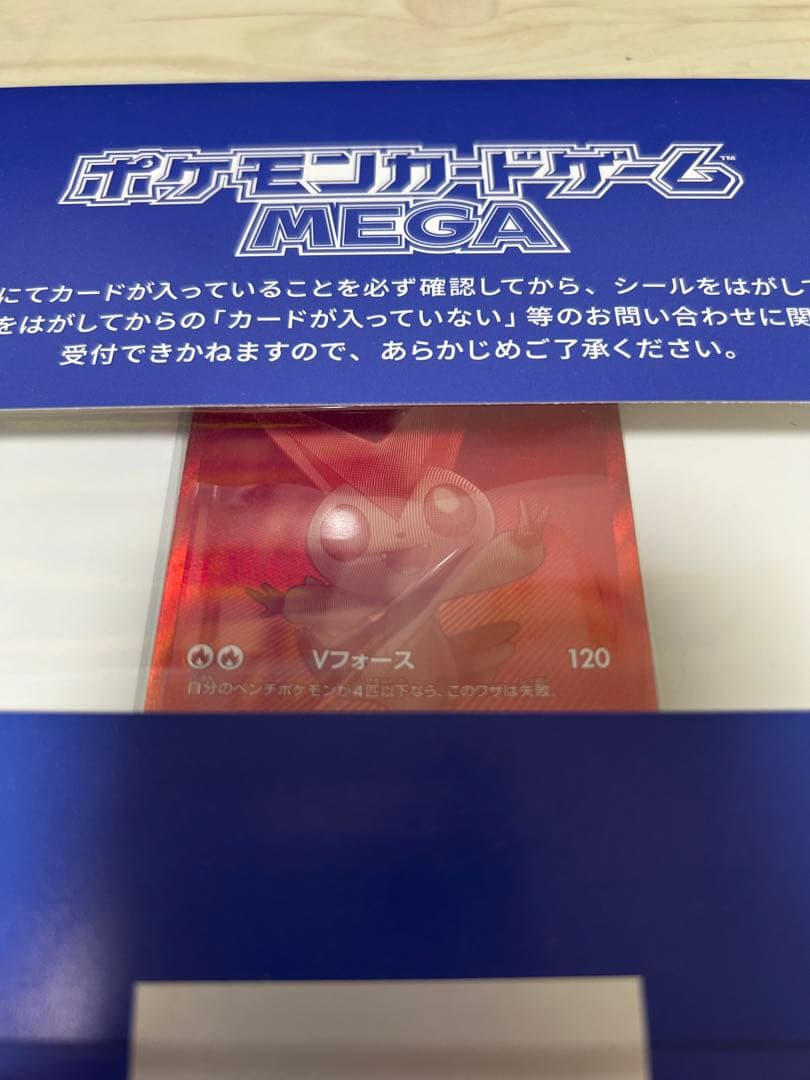 ポケモンカードゲーム™
MEGA
にてカードが入っていることを必ず確認してから、シールをはがして
をはがしてからの「カードが入っていない」等のお問い合わせに関
受付できかねますので、あらかじめご了承ください。
Vフォース 120
自分のベンチポケモンが4匹以下なら、このワザは失敗。